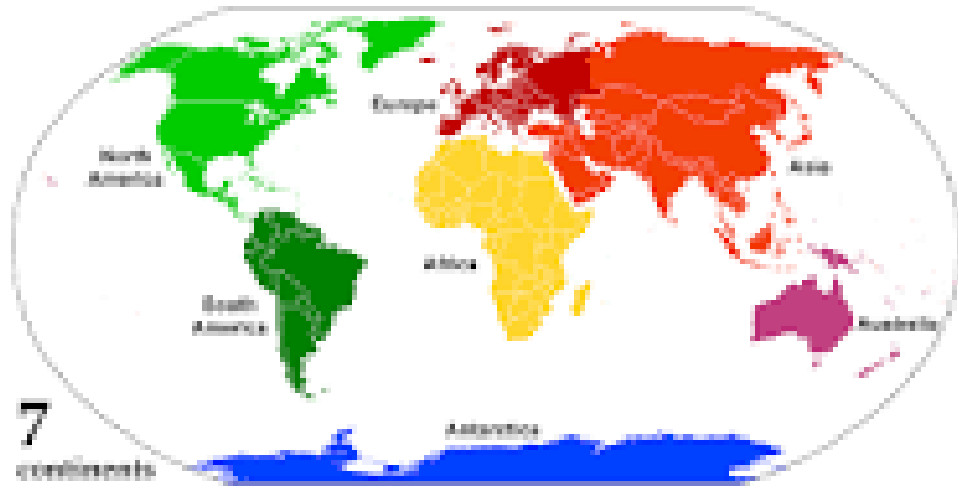 Europe
North
America
Asia
Africa
South
America
Australia
7
continents
Antarctica